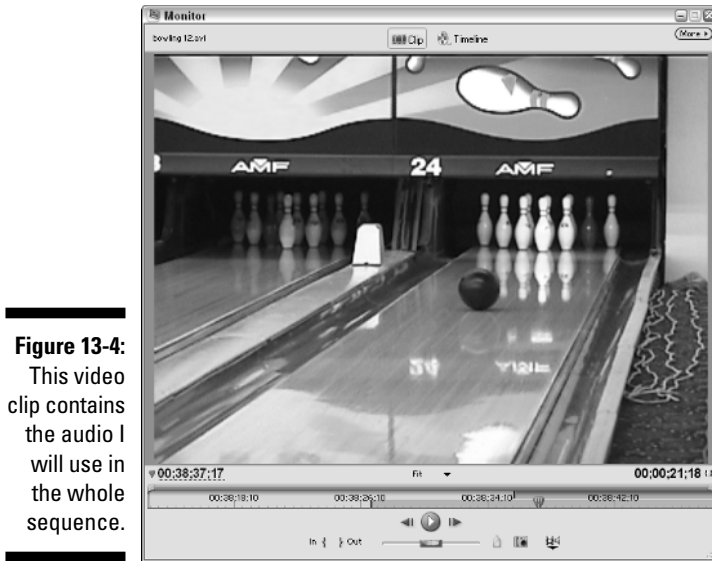 Monitor
bowling 12.avi
Clip
Timeline
More
AMF
24
AMF
00;38;37;17
Fit
00;00;21;18
00;38;18;10
00;38;26;10
00;38;34;10
00;38;42;10
In { } Out
Figure 13-4:
This video
clip contains
the audio I
will use in
the whole
sequence.